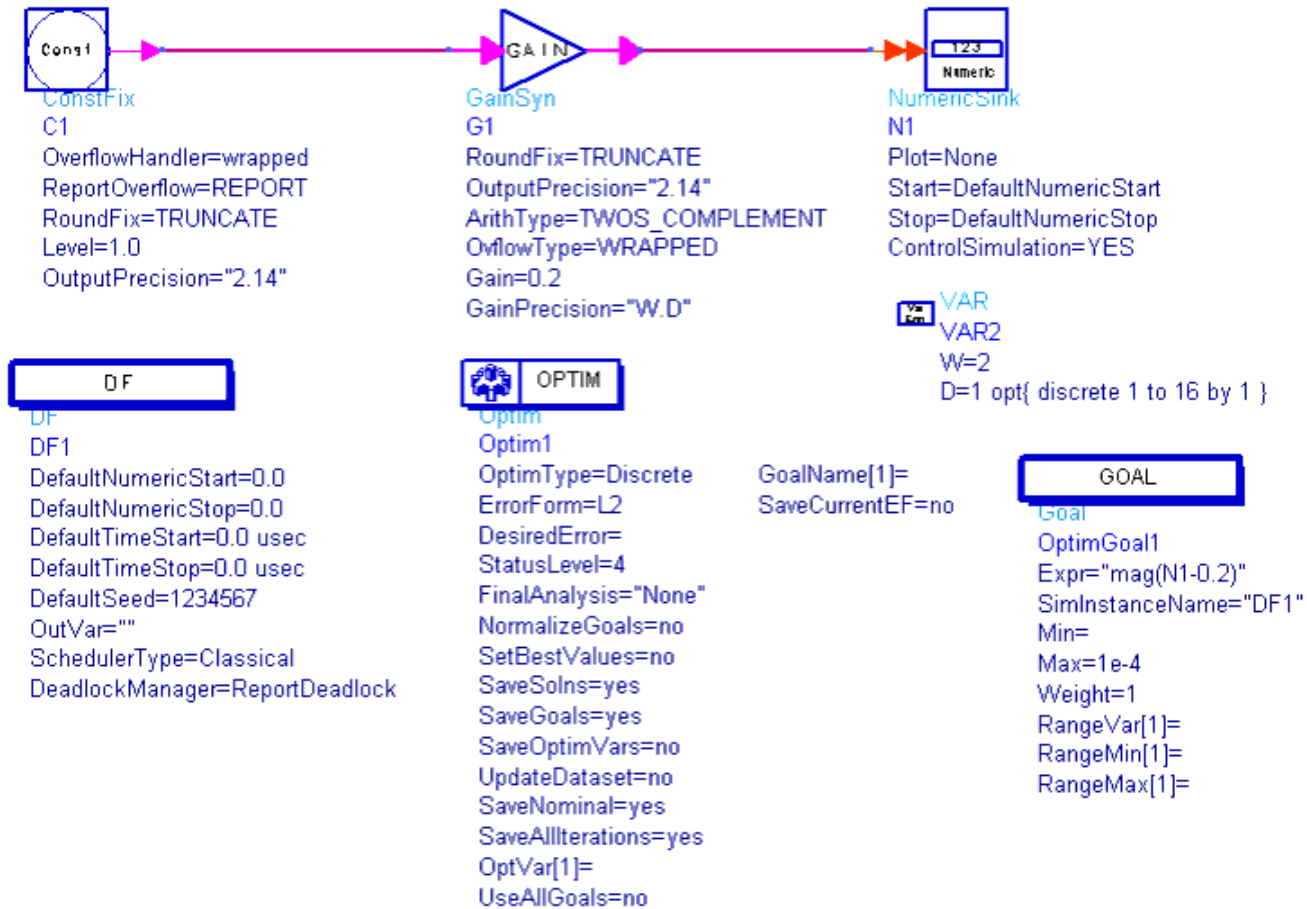 Const
GAIN
123
Numeric
ConstFix
C1
OverflowHandler=wrapped
ReportOverflow=REPORT
RoundFix=TRUNCATE
Level=1.0
OutputPrecision="2.14"
GainSyn
G1
RoundFix=TRUNCATE
OutputPrecision="2.14"
ArithType=TWOS_COMPLEMENT
OvflowType=WRAPPED
Gain=0.2
GainPrecision="W.D"
NumericSink
N1
Plot=None
Start=DefaultNumericStart
Stop=DefaultNumericStop
ControlSimulation=YES
Var
Eqn
VAR
VAR2
W=2
D=1 opt{ discrete 1 to 16 by 1 }
DF
DF
DF1
DefaultNumericStart=0.0
DefaultNumericStop=0.0
DefaultTimeStart=0.0 usec
DefaultTimeStop=0.0 usec
DefaultSeed=1234567
OutVar=""
SchedulerType=Classical
DeadlockManager=ReportDeadlock
OPTIM
Optim
Optim1
OptimType=Discrete
ErrorForm=L2
DesiredError=
StatusLevel=4
FinalAnalysis="None"
NormalizeGoals=no
SetBestValues=no
SaveSolns=yes
SaveGoals=yes
SaveOptimVars=no
UpdateDataset=no
SaveNominal=yes
SaveAllIterations=yes
OptVar[1]=
UseAllGoals=no
GoalName[1]=
SaveCurrentEF=no
GOAL
Goal
OptimGoal1
Expr="mag(N1-0.2)"
SimInstanceName="DF1"
Min=
Max=1e-4
Weight=1
RangeVar[1]=
RangeMin[1]=
RangeMax[1]=